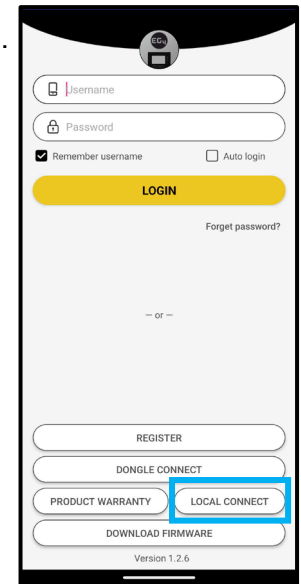 .
EG4
Username
Password
Remember username Auto login
LOGIN
Forget password?
— or —
REGISTER
DONGLE CONNECT
PRODUCT WARRANTY LOCAL CONNECT
DOWNLOAD FIRMWARE
Version 1.2.6